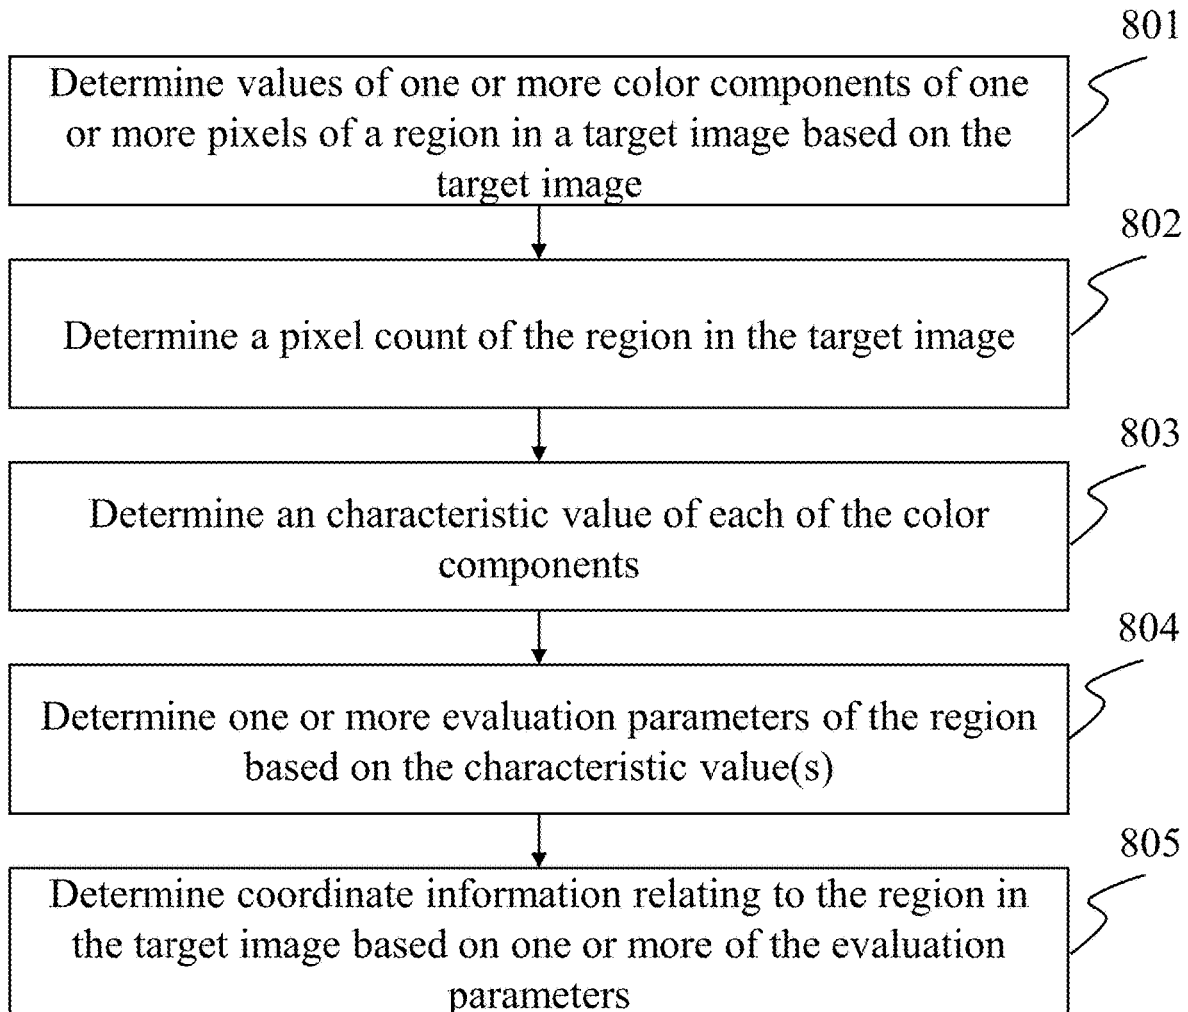 801
Determine values of one or more color components of one
or more pixels of a region in a target image based on the
target image
802
Determine a pixel count of the region in the target image
803
Determine an characteristic value of each of the color
components
804
Determine one or more evaluation parameters of the region
based on the characteristic value(s)
805
Determine coordinate information relating to the region in
the target image based on one or more of the evaluation
parameters